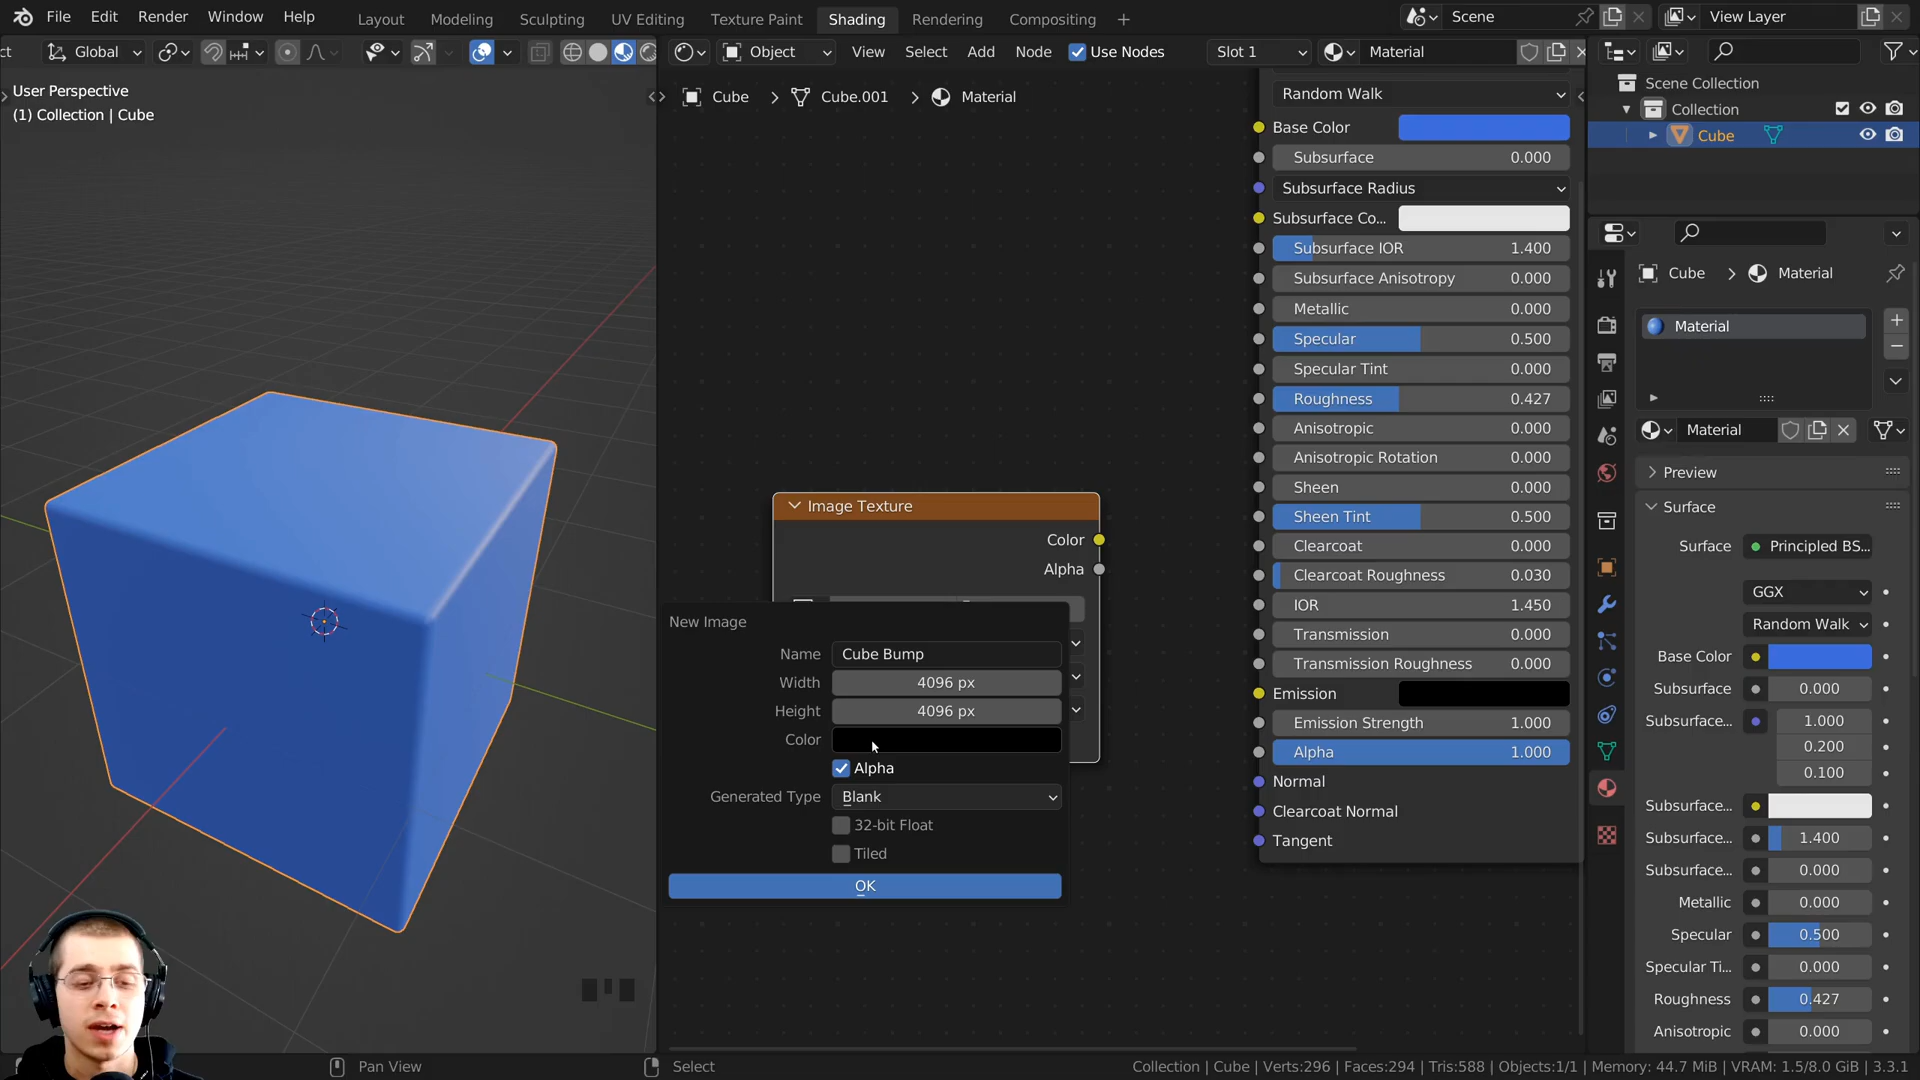 File Edit Render Window Help Layout Modeling Sculpting UV Editing Texture Paint Shading Rendering Compositing + Scene View Layer
Global Object View Select Add Node Use Nodes Slot 1 Material
User Perspective
(1) Collection | Cube
Cube > Cube.001 > Material
Random Walk
Base Color
Subsurface 0.000
Subsurface Radius
Subsurface Co...
Subsurface IOR 1.400
Subsurface Anisotropy 0.000
Metallic 0.000
Specular 0.500
Specular Tint 0.000
Roughness 0.427
Anisotropic 0.000
Anisotropic Rotation 0.000
Sheen 0.000
Sheen Tint 0.500
Clearcoat 0.000
Clearcoat Roughness 0.030
IOR 1.450
Transmission 0.000
Transmission Roughness 0.000
Emission
Emission Strength 1.000
Alpha 1.000
Normal
Clearcoat Normal
Tangent
Image Texture
Color
Alpha
New Image
Name Cube Bump
Width 4096 px
Height 4096 px
Color
Alpha
Generated Type Blank
32-bit Float
Tiled
OK
Scene Collection
Collection
Cube
Cube > Material
Material
Material
Preview
Surface
Surface Principled BS...
GGX
Random Walk
Base Color
Subsurface 0.000
Subsurface... 1.000
0.200
0.100
Subsurface...
Subsurface... 1.400
Subsurface... 0.000
Metallic 0.000
Specular 0.500
Specular Ti... 0.000
Roughness 0.427
Anisotropic 0.000
Pan View Select Collection | Cube | Verts:296 | Faces:294 | Tris:588 | Objects:1/1 | Memory: 44.7 MiB | VRAM: 1.5/8.0 GiB | 3.3.1